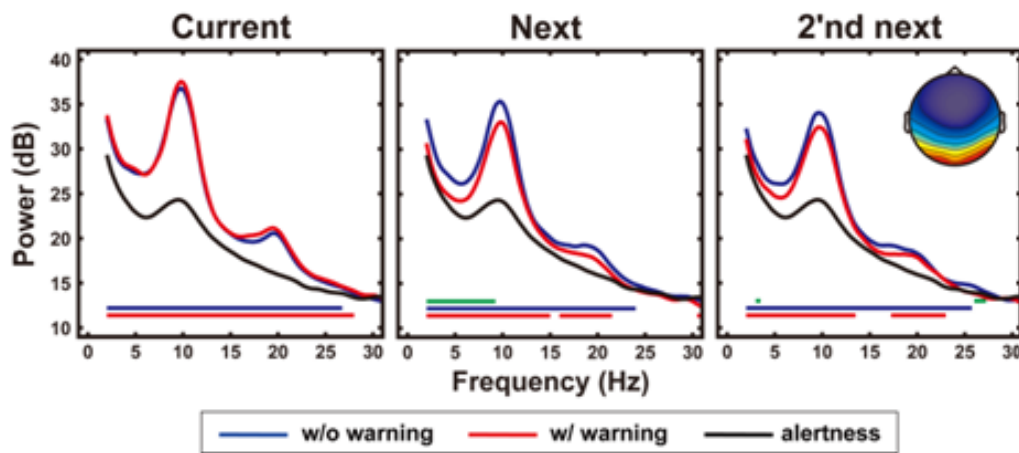 Current Next 2'nd next
40
35
30
25
20
15
10
Power (dB)
0 5 10 15 20 25 30 0 5 10 15 20 25 30 0 5 10 15 20 25 30
Frequency (Hz)
w/o warning w/ warning alertness